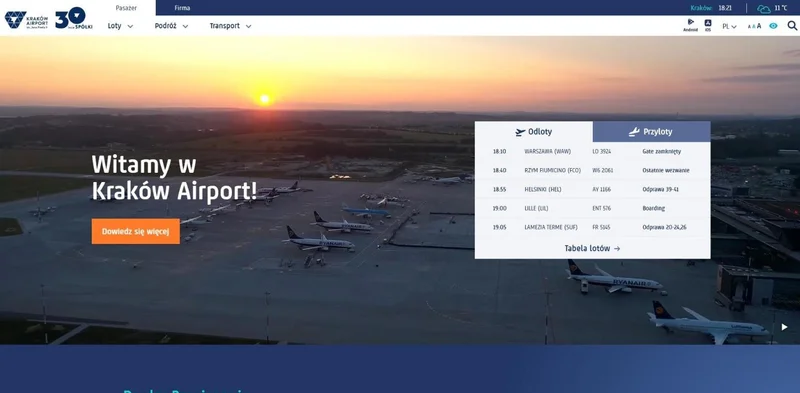 Pasażer
Firma
Kraków:
18:21
11 °C
KRAKÓW
AIRPORT
30
SPÓŁKI
Loty
Podróż
Transport
Android
iOS
PL
A A A
Witamy w
Kraków Airport!
Dowiedz się więcej
Odloty
Przyloty
18:10 WARSZAWA (WAW) LO 3924 Gate zamknięty
18:40 RZYM FIUMICINO (FCO) W6 2061 Ostatnie wezwanie
18:55 HELSINKI (HEL) AY 1166 Odprawa 39-41
19:00 LILLE (LIL) ENT 576 Boarding
19:05 LAMEZIA TERME (SUF) FR 5145 Odprawa 20-24,26
Tabela lotów →
RYANAIR